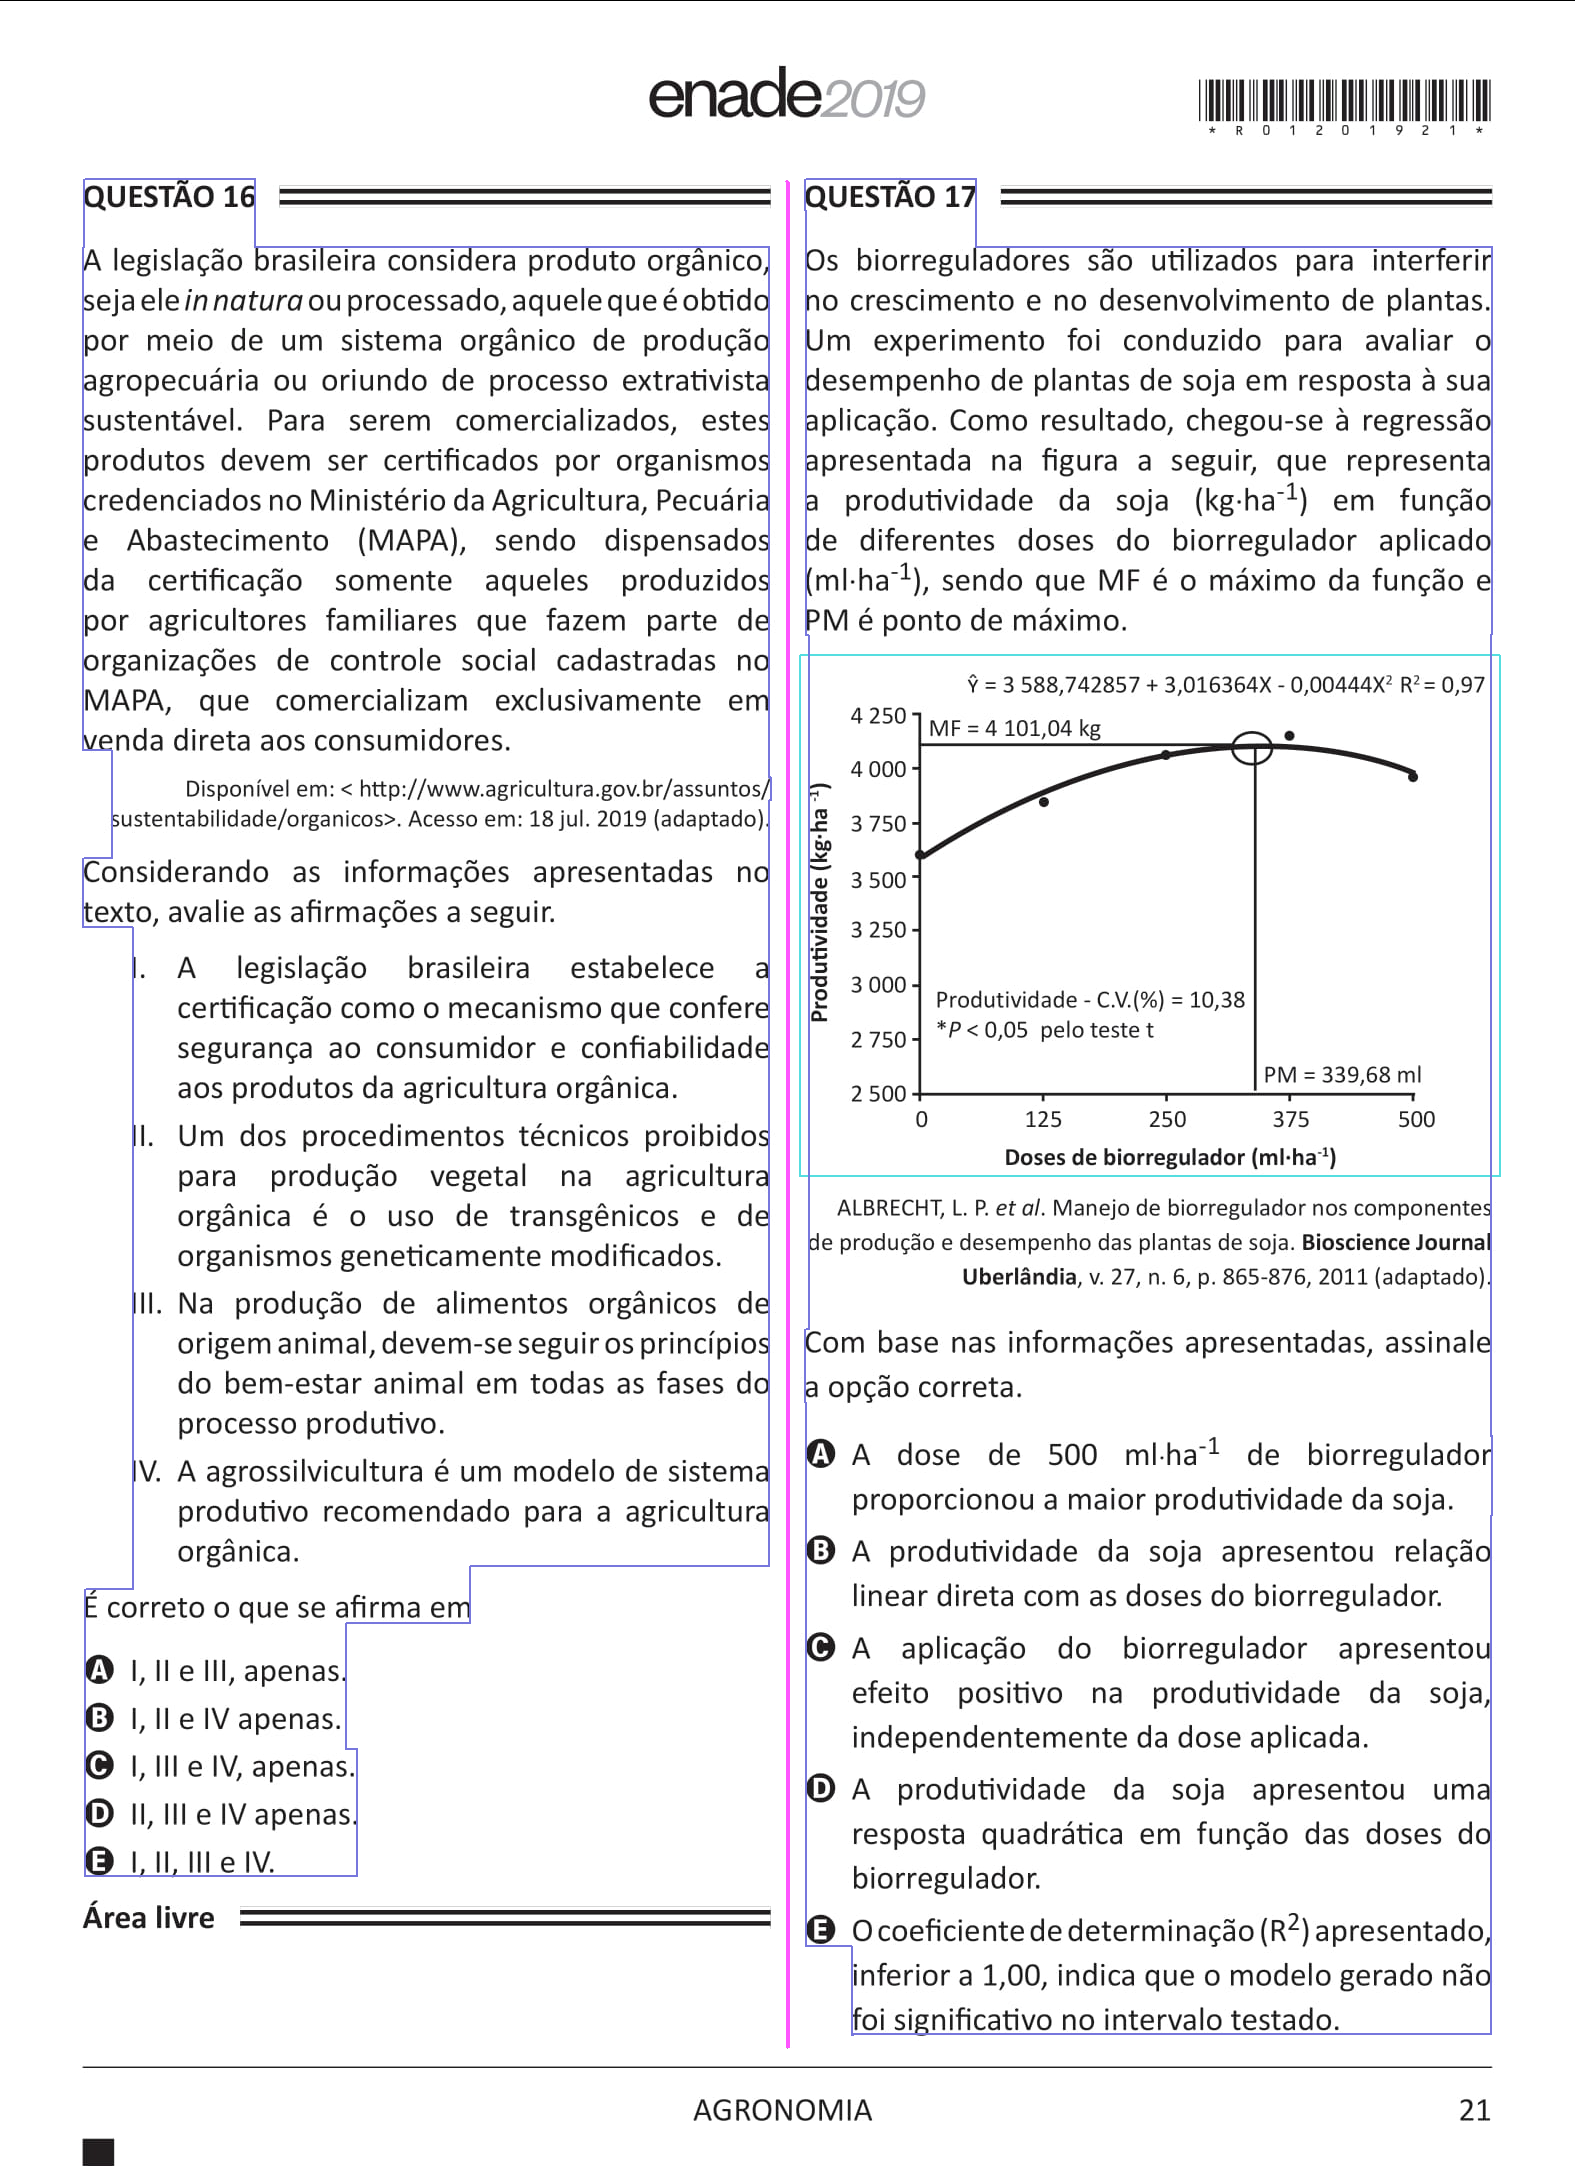 enade2019
* R 0 1 2 0 1 9 2 1 *
QUESTÃO 16
A legislação brasileira considera produto orgânico,
seja ele in natura ou processado, aquele que é obtido
por meio de um sistema orgânico de produção
agropecuária ou oriundo de processo extrativista
sustentável. Para serem comercializados, estes
produtos devem ser certificados por organismos
credenciados no Ministério da Agricultura, Pecuária
e Abastecimento (MAPA), sendo dispensados
da certificação somente aqueles produzidos
por agricultores familiares que fazem parte de
organizações de controle social cadastradas no
MAPA, que comercializam exclusivamente em
venda direta aos consumidores.
Disponível em: < http://www.agricultura.gov.br/assuntos/
sustentabilidade/organicos>. Acesso em: 18 jul. 2019 (adaptado).
Considerando as informações apresentadas no
texto, avalie as afirmações a seguir.
I. A legislação brasileira estabelece a
certificação como o mecanismo que confere
segurança ao consumidor e confiabilidade
aos produtos da agricultura orgânica.
II. Um dos procedimentos técnicos proibidos
para produção vegetal na agricultura
orgânica é o uso de transgênicos e de
organismos geneticamente modificados.
III. Na produção de alimentos orgânicos de
origem animal, devem-se seguir os princípios
do bem-estar animal em todas as fases do
processo produtivo.
IV. A agrossilvicultura é um modelo de sistema
produtivo recomendado para a agricultura
orgânica.
É correto o que se afirma em
A I, II e III, apenas.
B I, II e IV apenas.
C I, III e IV, apenas.
D II, III e IV apenas.
E I, II, III e IV.
Área livre
QUESTÃO 17
Os biorreguladores são utilizados para interferir
no crescimento e no desenvolvimento de plantas.
Um experimento foi conduzido para avaliar o
desempenho de plantas de soja em resposta à sua
aplicação. Como resultado, chegou-se à regressão
apresentada na figura a seguir, que representa
a produtividade da soja (kg·ha⁻¹) em função
de diferentes doses do biorregulador aplicado
(ml·ha⁻¹), sendo que MF é o máximo da função e
PM é ponto de máximo.
Ŷ = 3 588,742857 + 3,016364X - 0,00444X² R² = 0,97
4 250
MF = 4 101,04 kg
4 000
3 750
3 500
3 250
3 000
2 750
2 500
Produtividade (kg·ha⁻¹)
Produtividade - C.V.(%) = 10,38
*P < 0,05 pelo teste t
PM = 339,68 ml
0 125 250 375 500
Doses de biorregulador (ml·ha⁻¹)
ALBRECHT, L. P. et al. Manejo de biorregulador nos componentes
de produção e desempenho das plantas de soja. Bioscience Journal
Uberlândia, v. 27, n. 6, p. 865-876, 2011 (adaptado).
Com base nas informações apresentadas, assinale
a opção correta.
A A dose de 500 ml·ha⁻¹ de biorregulador
proporcionou a maior produtividade da soja.
B A produtividade da soja apresentou relação
linear direta com as doses do biorregulador.
C A aplicação do biorregulador apresentou
efeito positivo na produtividade da soja,
independentemente da dose aplicada.
D A produtividade da soja apresentou uma
resposta quadrática em função das doses do
biorregulador.
E O coeficiente de determinação (R²) apresentado,
inferior a 1,00, indica que o modelo gerado não
foi significativo no intervalo testado.
AGRONOMIA
21